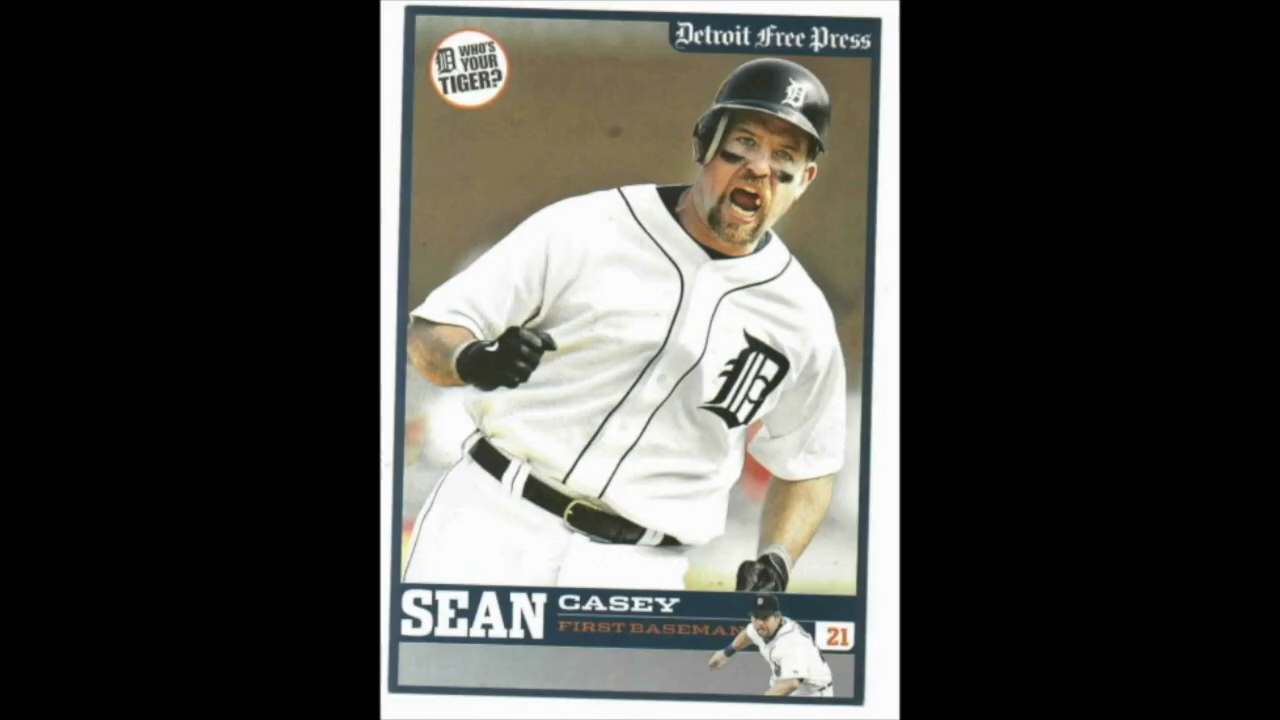 Detroit Free Press
D WHO'S
YOUR
TIGER?
D
D
SEAN
CASEY
FIRST BASEMAN
21